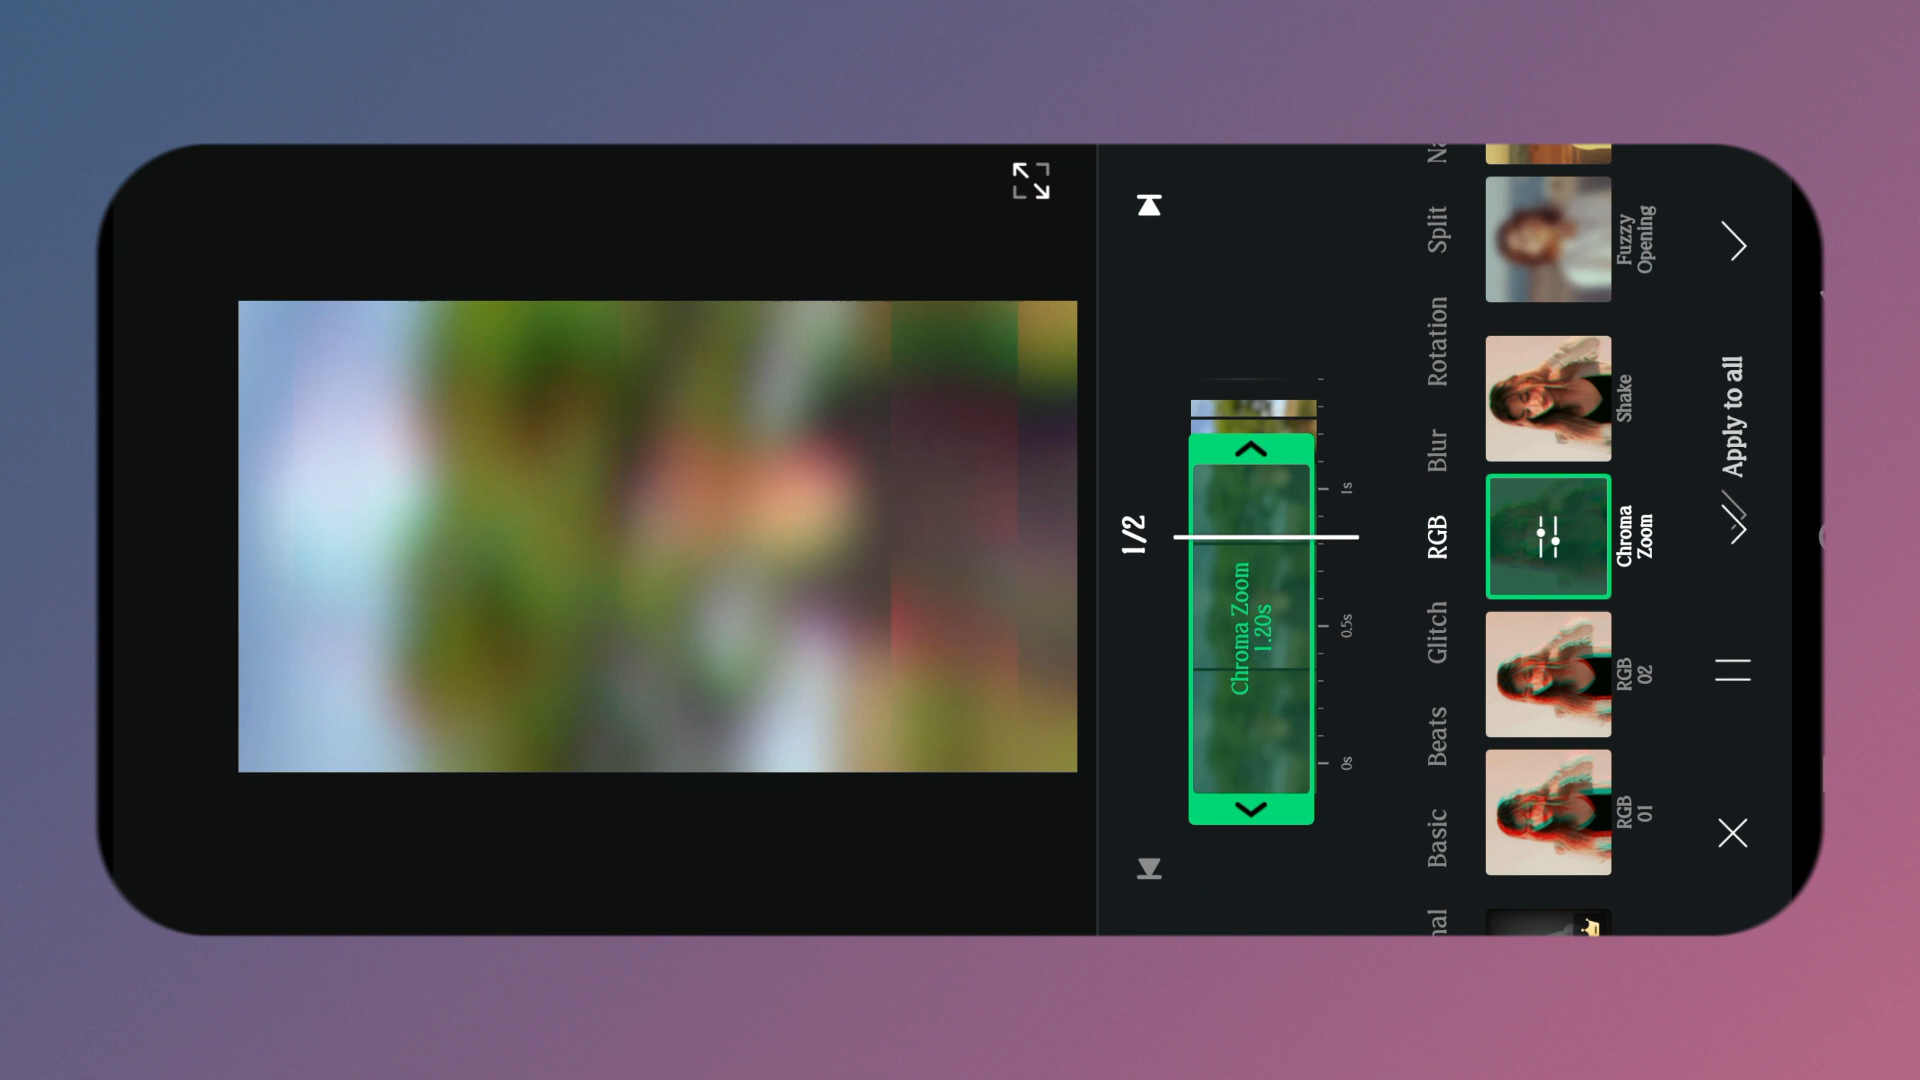 1/2
Chroma Zoom
1.20s
0s
0.5s
1s
Basic
Beats
Glitch
RGB
Blur
Rotation
Split
RGB
01
RGB
02
Chroma
Zoom
Shake
Fuzzy
Opening
Apply to all